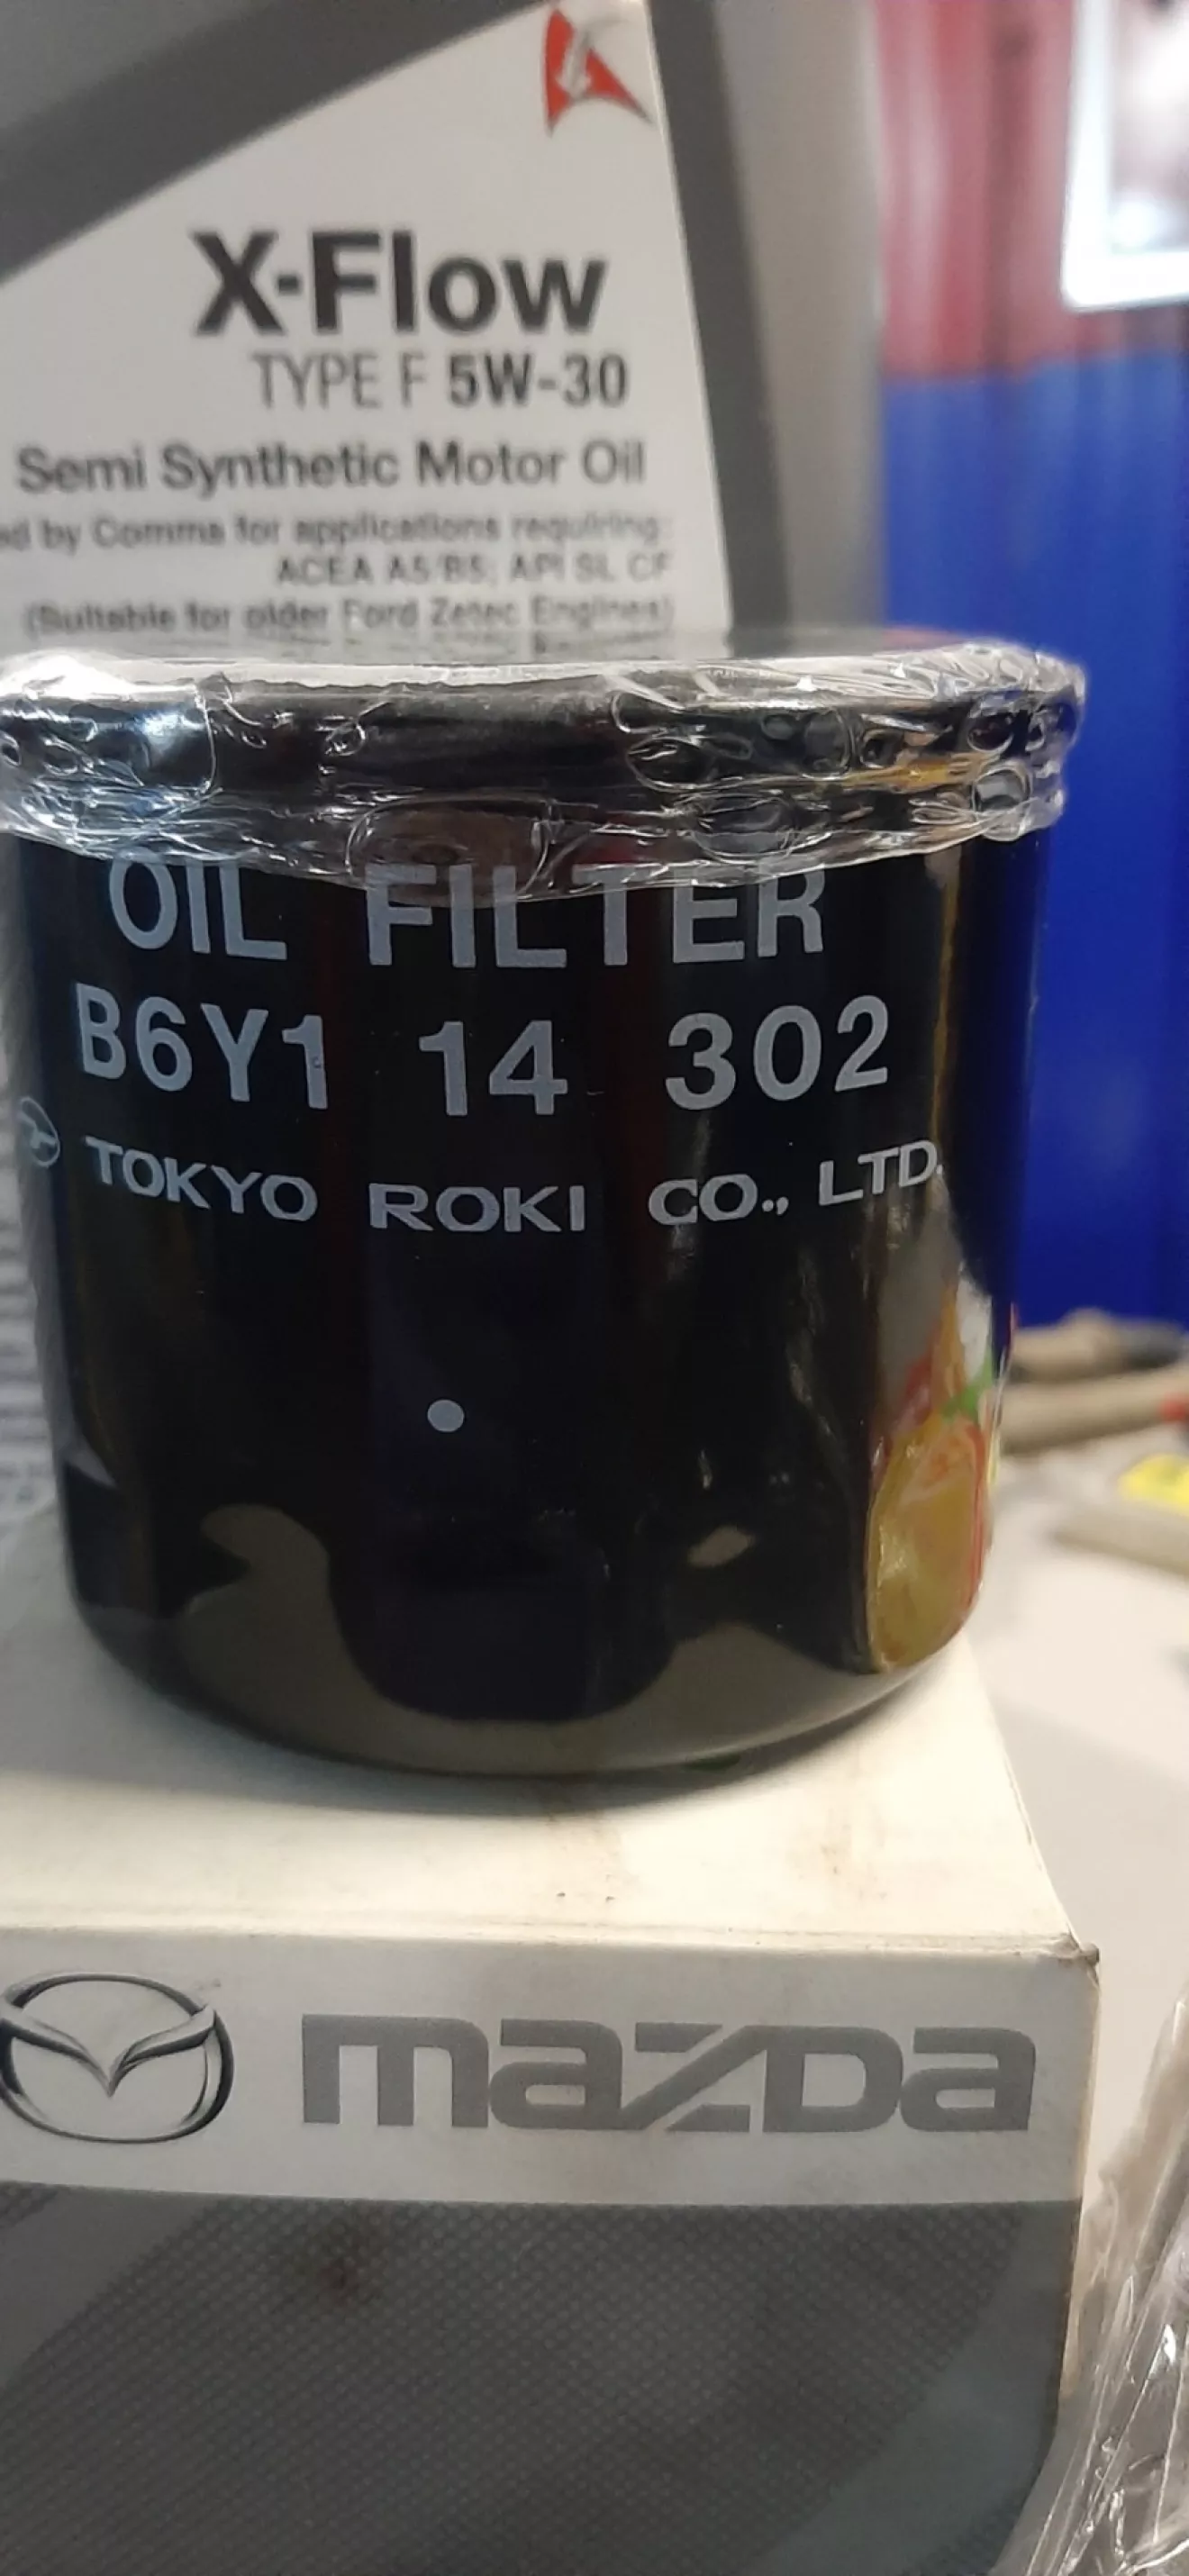 X-Flow
TYPE F 5W-30
Semi Synthetic Motor Oil
by Comma for applications requiring:
ACEA A5/B5; API SL CF
(Suitable for older Ford Zetec Engines)
OIL FILTER
B6Y1 14 302
TOKYO ROKI CO., LTD.
mazda